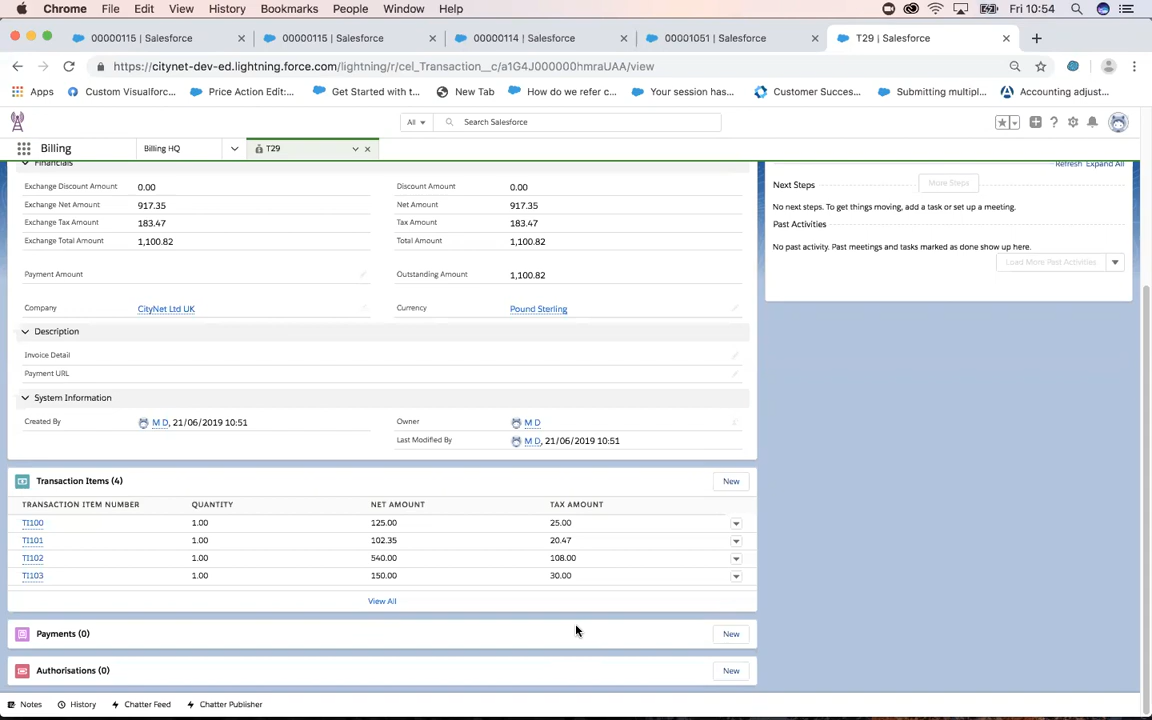 Chrome File Edit View History Bookmarks People Window Help Fri 10:54
00000115 | Salesforce 00000115 | Salesforce 00000114 | Salesforce 00001051 | Salesforce T29 | Salesforce
https://citynet-dev-ed.lightning.force.com/lightning/r/cel_Transaction__c/a1G4J000000hmraUAA/view
Apps Custom Visualforc... Price Action Edit:... Get Started with t... New Tab How do we refer c... Your session has... Customer Succes... Submitting multipl... Accounting adjust...
All Search Salesforce
Billing Billing HQ T29
Financials
Refresh Expand All
Next Steps More Steps
Exchange Discount Amount 0.00 Discount Amount 0.00
Exchange Net Amount 917.35 Net Amount 917.35
No next steps. To get things moving, add a task or set up a meeting.
Exchange Tax Amount 183.47 Tax Amount 183.47
Past Activities
Exchange Total Amount 1,100.82 Total Amount 1,100.82
No past activity. Past meetings and tasks marked as done show up here.
Load More Past Activities
Payment Amount Outstanding Amount 1,100.82
Company CityNet Ltd UK Currency Pound Sterling
Description
Invoice Detail
Payment URL
System Information
Created By M D, 21/06/2019 10:51 Owner M D
Last Modified By M D, 21/06/2019 10:51
Transaction Items (4) New
TRANSACTION ITEM NUMBER QUANTITY NET AMOUNT TAX AMOUNT
TI100 1.00 125.00 25.00
TI101 1.00 102.35 20.47
TI102 1.00 540.00 108.00
TI103 1.00 150.00 30.00
View All
Payments (0) New
Authorisations (0) New
Notes History Chatter Feed Chatter Publisher